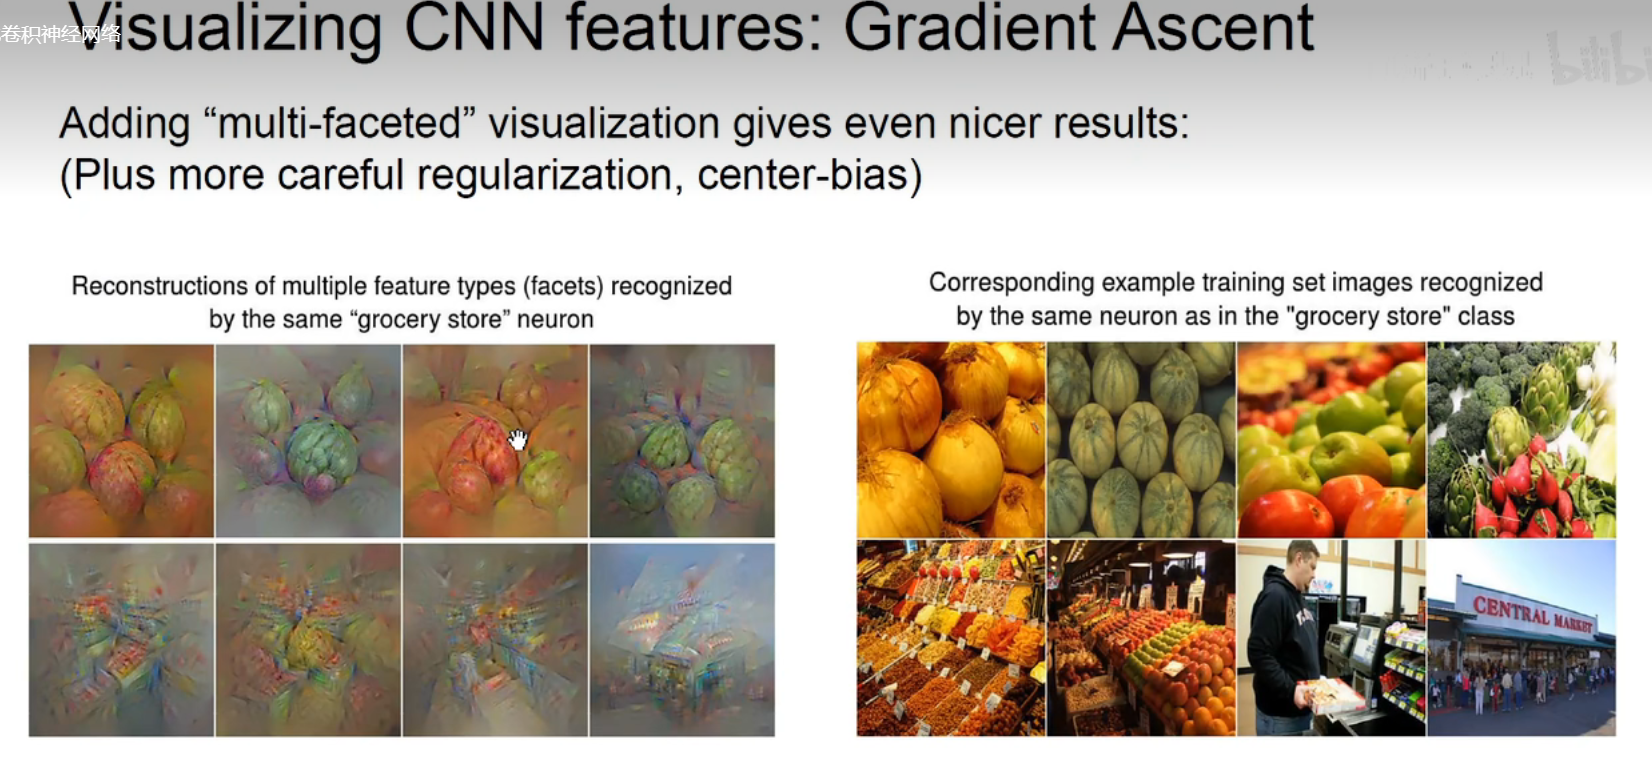 Visualizing CNN features: Gradient Ascent
卷积神经网络
bilibi
Adding “multi-faceted” visualization gives even nicer results:
(Plus more careful regularization, center-bias)
Reconstructions of multiple feature types (facets) recognized
by the same “grocery store” neuron
Corresponding example training set images recognized
by the same neuron as in the "grocery store" class
CENTRAL MARKET